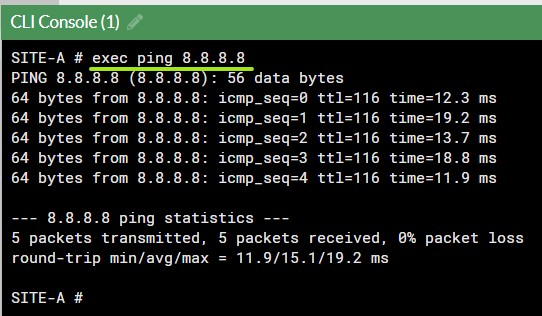 CLI Console (1)
SITE-A # exec ping 8.8.8.8
PING 8.8.8.8 (8.8.8.8): 56 data bytes
64 bytes from 8.8.8.8: icmp_seq=0 ttl=116 time=12.3 ms
64 bytes from 8.8.8.8: icmp_seq=1 ttl=116 time=19.2 ms
64 bytes from 8.8.8.8: icmp_seq=2 ttl=116 time=13.7 ms
64 bytes from 8.8.8.8: icmp_seq=3 ttl=116 time=18.8 ms
64 bytes from 8.8.8.8: icmp_seq=4 ttl=116 time=11.9 ms
--- 8.8.8.8 ping statistics ---
5 packets transmitted, 5 packets received, 0% packet loss
round-trip min/avg/max = 11.9/15.1/19.2 ms
SITE-A #